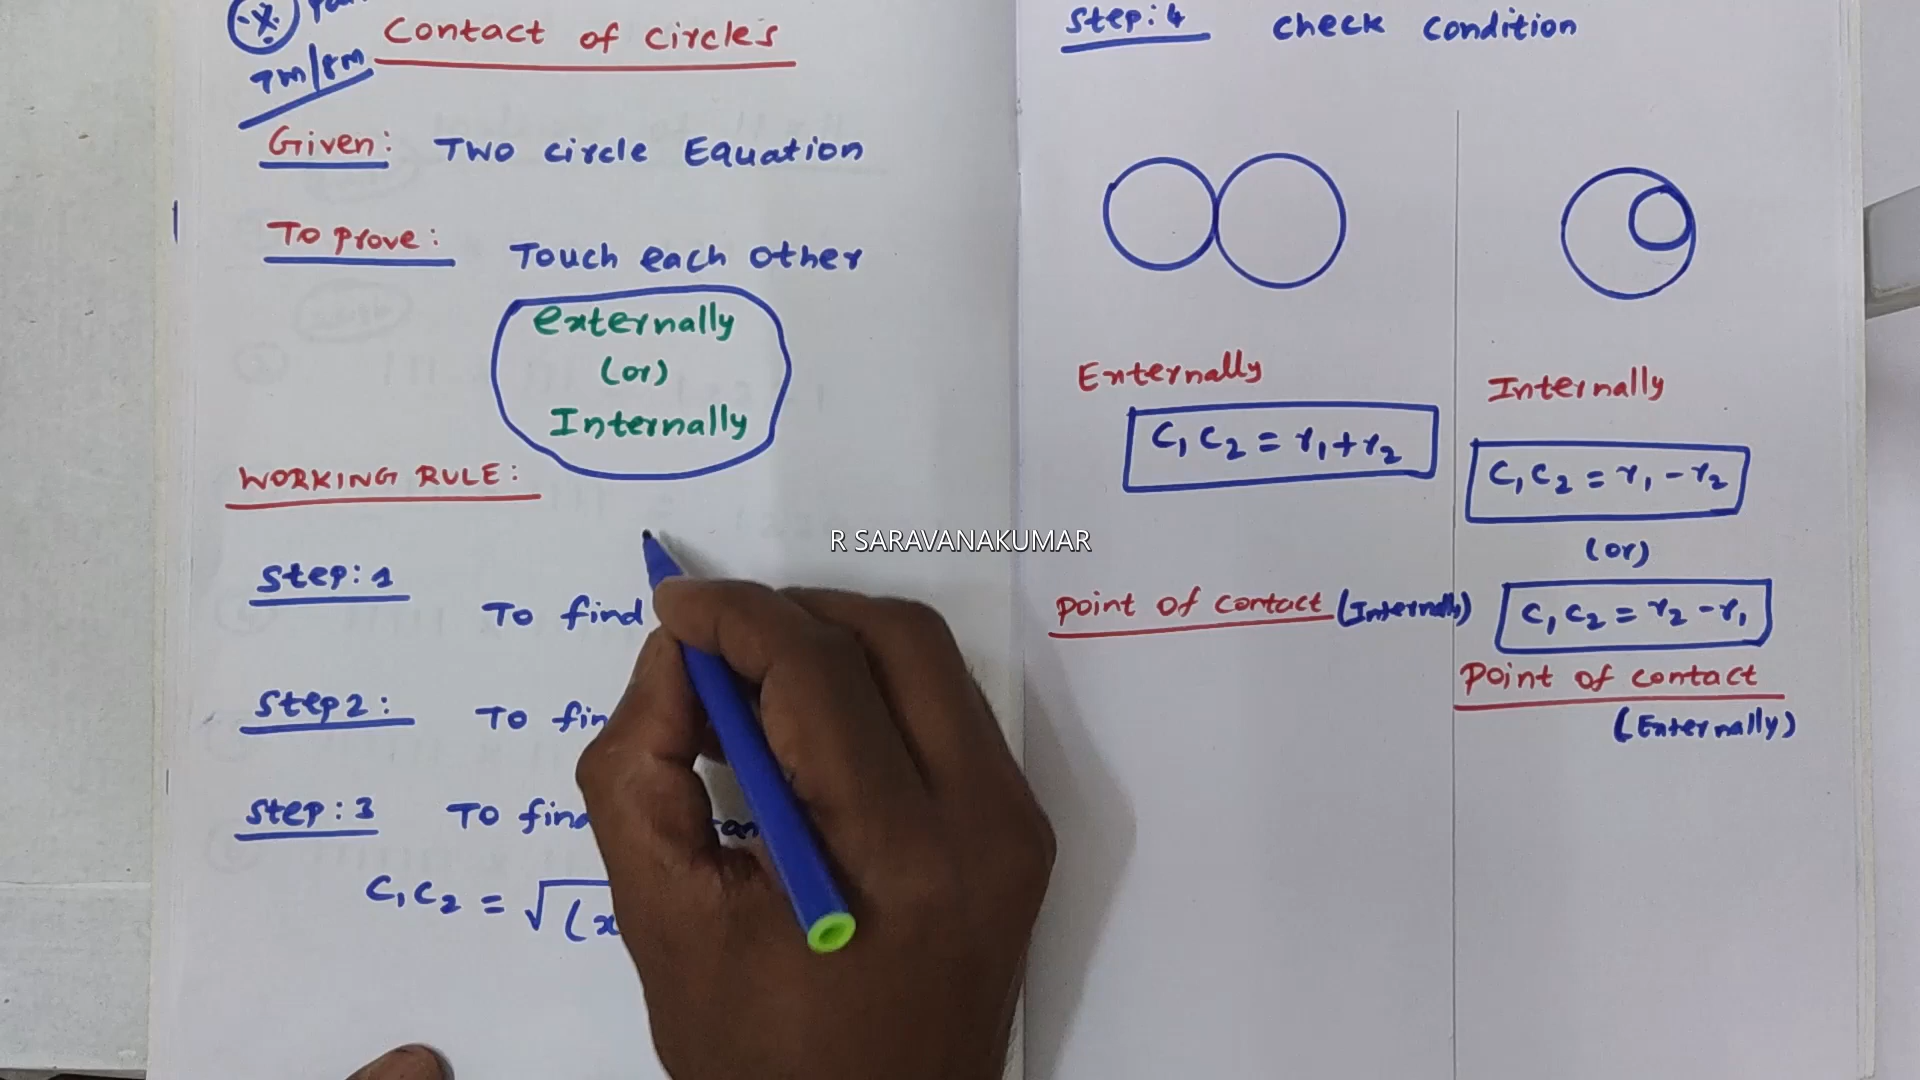 7m/8m
Contact of Circles
Given: Two circle Equation
To prove: Touch each other
Externally
(or)
Internally
WORKING RULE:
Step:1
To find
Step2:
To fin
Step:3 To find
C₁C₂ = √(x
Step:4 Check Condition
Externally
C₁C₂ = r₁+r₂
Point of contact (Internally)
Internally
C₁C₂ = r₁-r₂
(or)
C₁C₂ = r₂-r₁
Point of contact
(Externally)
R SARAVANAKUMAR